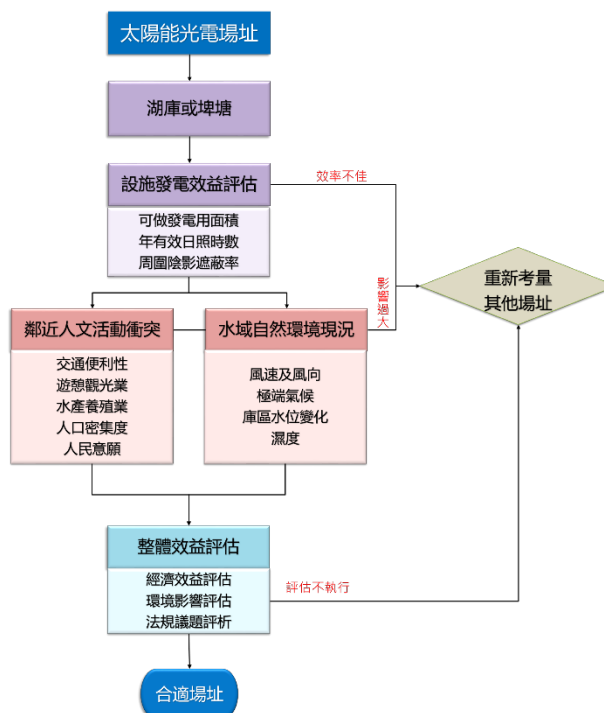 太陽能光電場址
湖庫或埤塘
設施發電效益評估
效率不佳
可做發電用面積
年有效日照時數
周圍陰影遮蔽率
重新考量
其他場址
影響過大
鄰近人文活動衝突
水域自然環境現況
交通便利性
遊憩觀光業
水產養殖業
人口密集度
人民意願
風速及風向
極端氣候
庫區水位變化
濕度
整體效益評估
經濟效益評估
環境影響評估
法規議題評析
評估不執行
合適場址